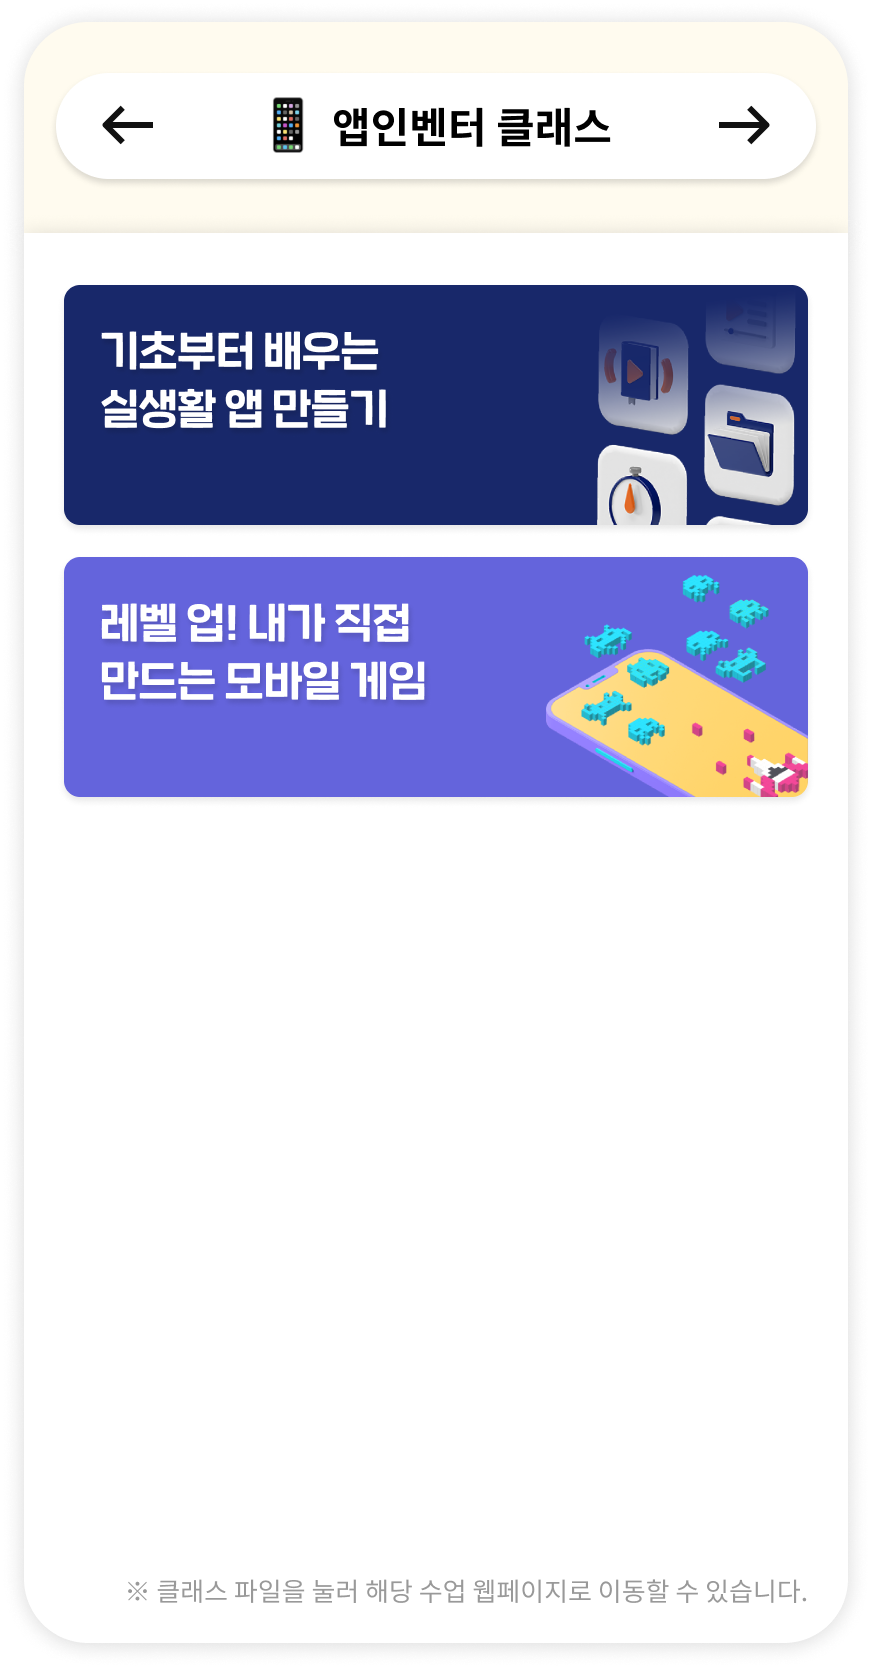 앱인벤터 클래스
기초부터 배우는
실생활 앱 만들기
레벨 업! 내가 직접
만드는 모바일 게임
※ 클래스 파일을 눌러 해당 수업 웹페이지로 이동할 수 있습니다.